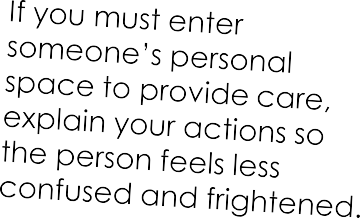 If you must enter
someone's personal
space to provide care,
explain your actions so
the person feels less
confused and frightened.